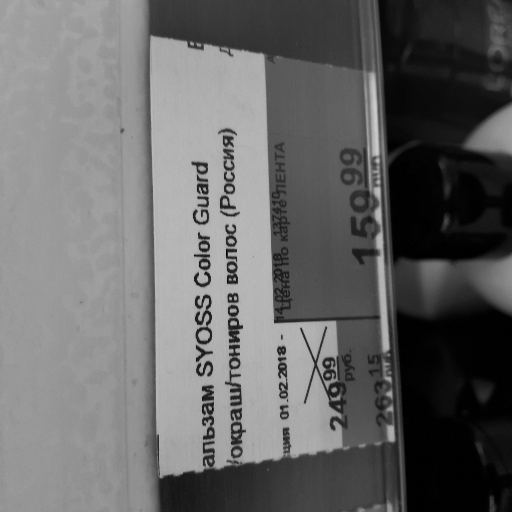 альзам SYOSS Color Guard
/окраш/тониров волос (Россия)
ция 01.02.2018 - 14.02.2018 137410
Цена по карте ЛЕНТА
249 99
руб.
159 99
263 15